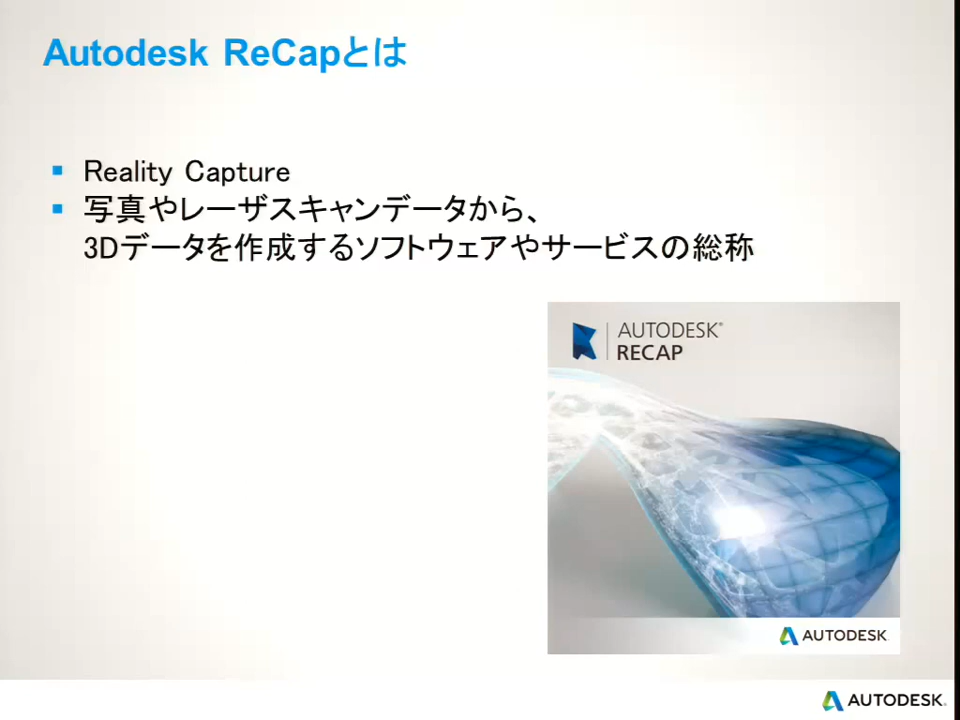 Autodesk ReCapとは
Reality Capture
写真やレーザスキャンデータから、
3Dデータを作成するソフトウェアやサービスの総称
AUTODESK®
RECAP
AUTODESK
AUTODESK.